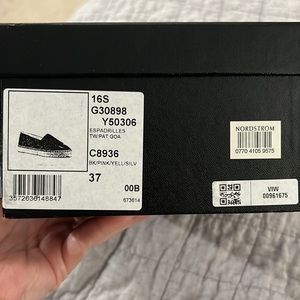 16S
G30898
Y50306
ESPADRILLES
TW/PAT GOA
C8936
BK/PINK/YELL/SILV
37
00B
3572636148847
673614
NORDSTROM
0770 4105 9575
VIW
00961675